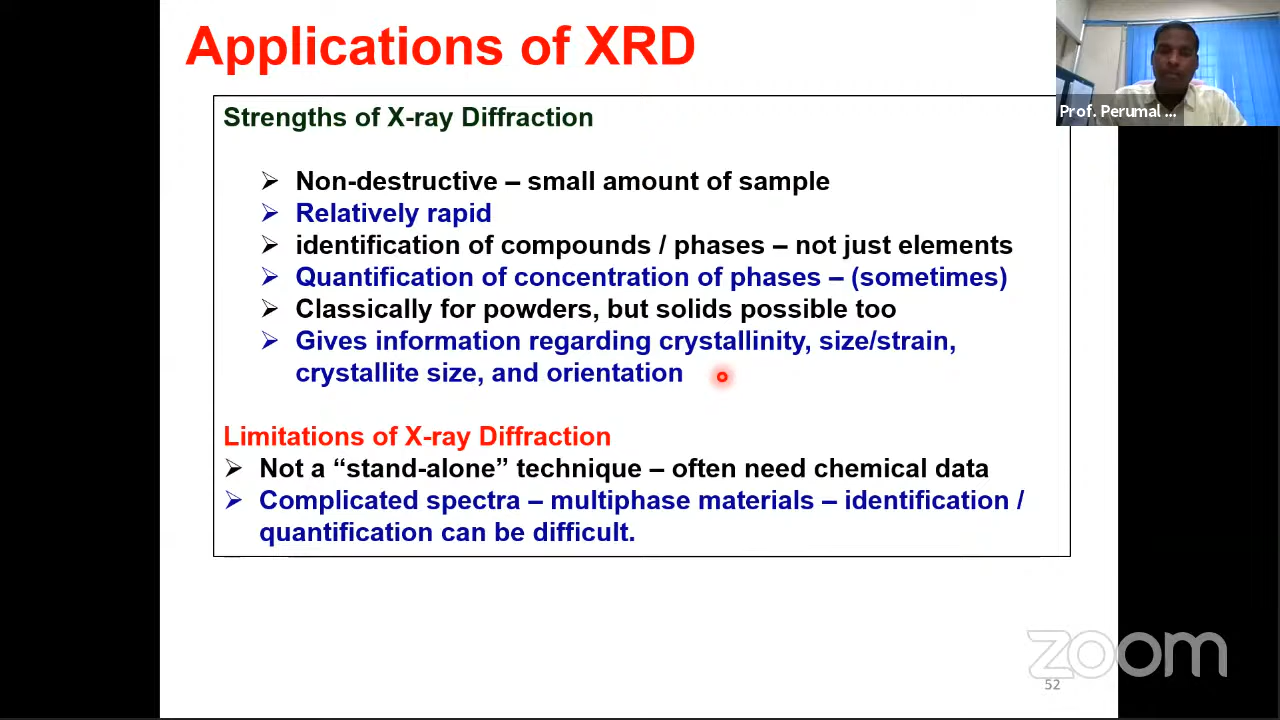 Applications of XRD
Prof. Perumal ...
Strengths of X-ray Diffraction
➢ Non-destructive – small amount of sample
➢ Relatively rapid
➢ identification of compounds / phases – not just elements
➢ Quantification of concentration of phases – (sometimes)
➢ Classically for powders, but solids possible too
➢ Gives information regarding crystallinity, size/strain,
crystallite size, and orientation
Limitations of X-ray Diffraction
➢ Not a “stand-alone” technique – often need chemical data
➢ Complicated spectra – multiphase materials – identification /
quantification can be difficult.
zoom
52